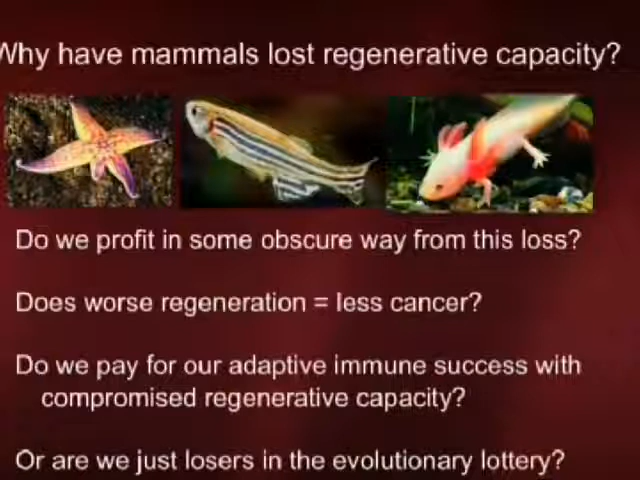 Why have mammals lost regenerative capacity?
Do we profit in some obscure way from this loss?
Does worse regeneration = less cancer?
Do we pay for our adaptive immune success with
compromised regenerative capacity?
Or are we just losers in the evolutionary lottery?